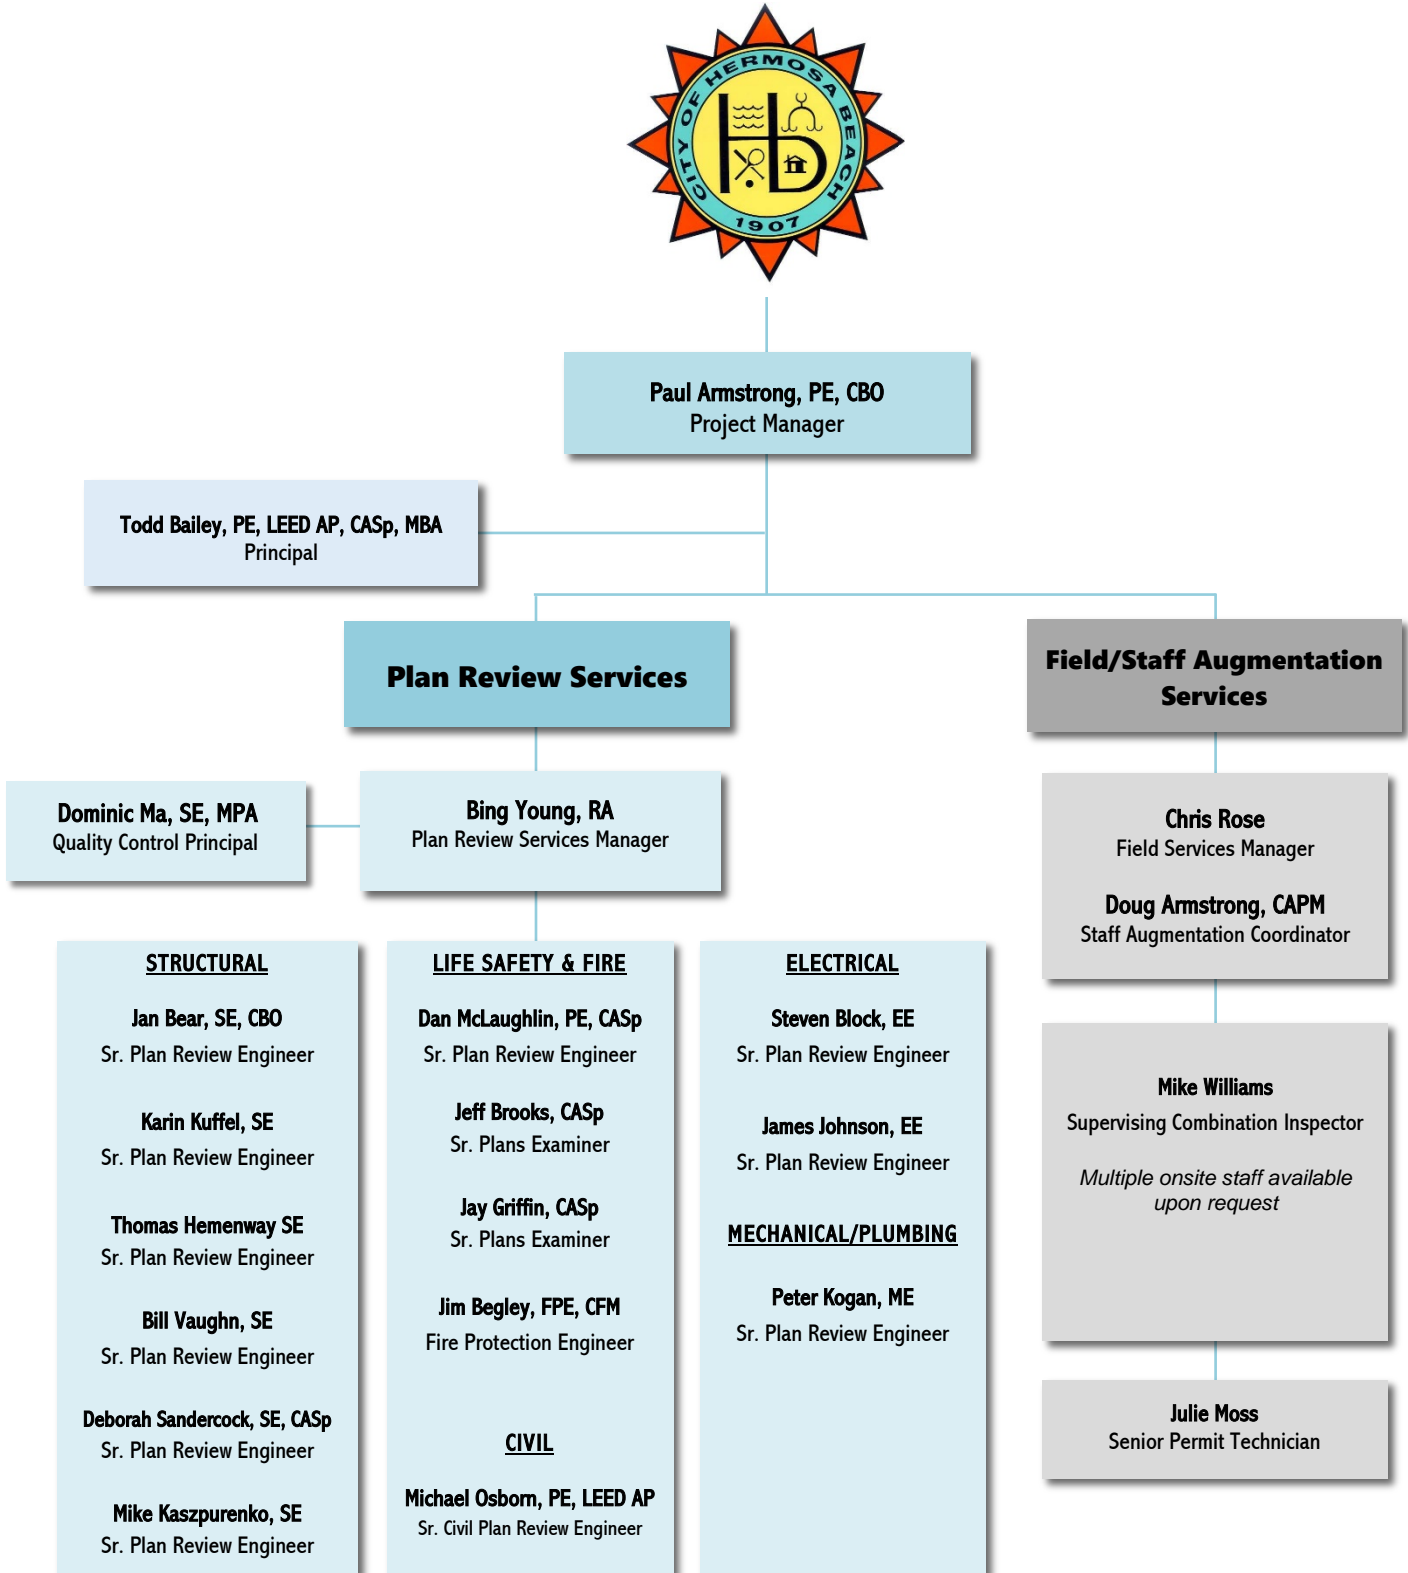 CITY OF HERMOSA BEACH
1907
Paul Armstrong, PE, CBO
Project Manager
Todd Bailey, PE, LEED AP, CASp, MBA
Principal
Plan Review Services
Field/Staff Augmentation
Services
Dominic Ma, SE, MPA
Quality Control Principal
Bing Young, RA
Plan Review Services Manager
Chris Rose
Field Services Manager
Doug Armstrong, CAPM
Staff Augmentation Coordinator
STRUCTURAL
Jan Bear, SE, CBO
Sr. Plan Review Engineer
Karin Kuffel, SE
Sr. Plan Review Engineer
Thomas Hemenway SE
Sr. Plan Review Engineer
Bill Vaughn, SE
Sr. Plan Review Engineer
Deborah Sandercock, SE, CASp
Sr. Plan Review Engineer
Mike Kaszpurenko, SE
Sr. Plan Review Engineer
LIFE SAFETY & FIRE
Dan McLaughlin, PE, CASp
Sr. Plan Review Engineer
Jeff Brooks, CASp
Sr. Plans Examiner
Jay Griffin, CASp
Sr. Plans Examiner
Jim Begley, FPE, CFM
Fire Protection Engineer
CIVIL
Michael Osborn, PE, LEED AP
Sr. Civil Plan Review Engineer
ELECTRICAL
Steven Block, EE
Sr. Plan Review Engineer
James Johnson, EE
Sr. Plan Review Engineer
MECHANICAL/PLUMBING
Peter Kogan, ME
Sr. Plan Review Engineer
Mike Williams
Supervising Combination Inspector
Multiple onsite staff available
upon request
Julie Moss
Senior Permit Technician